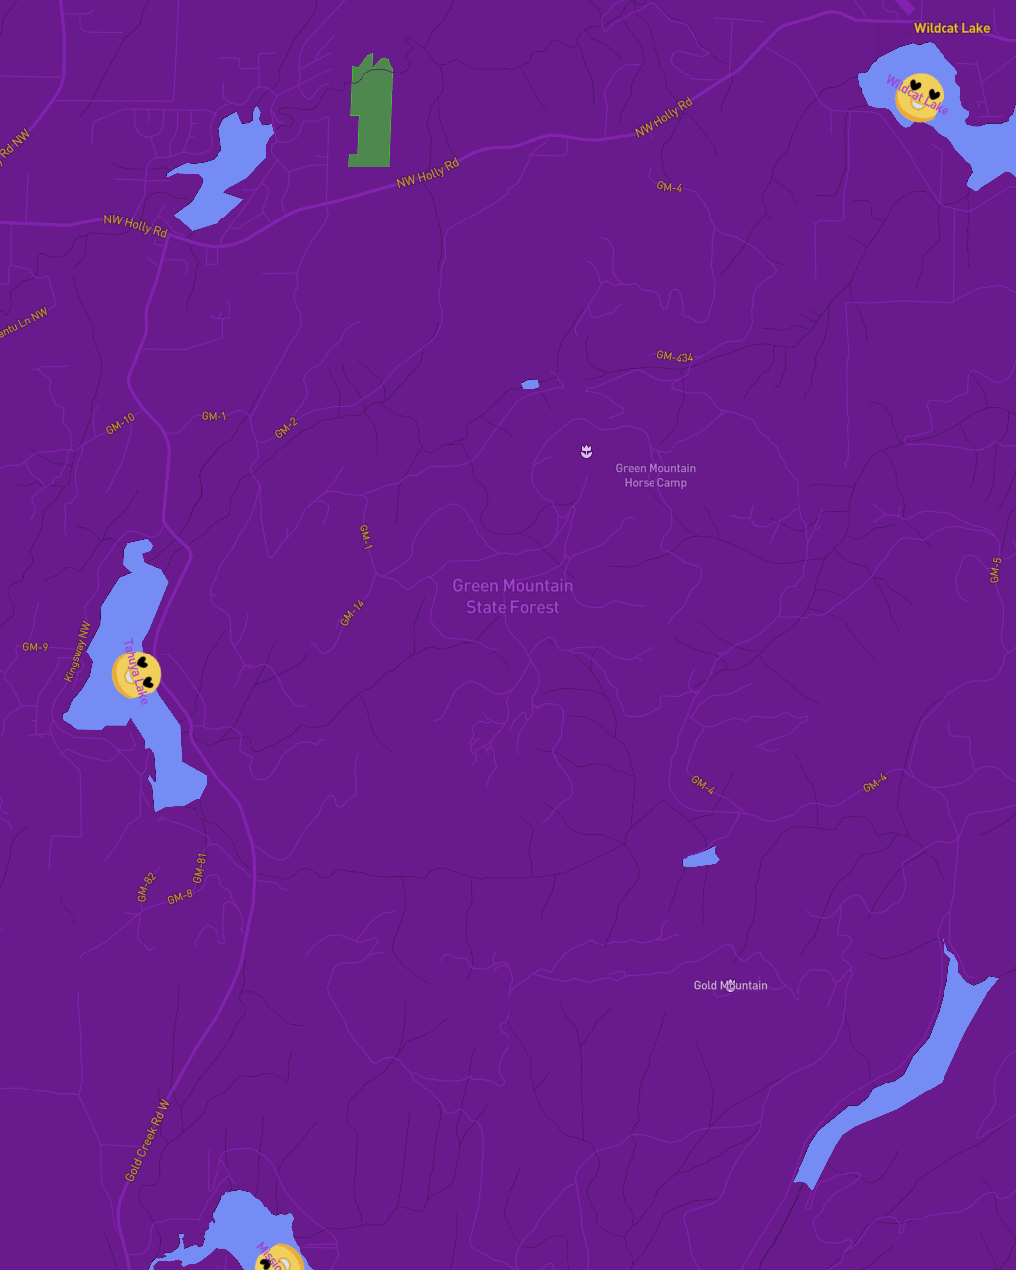 Wildcat Lake
Wildcat Lake
NW Holly Rd
Rd NW
NW Holly Rd
GM-4
NW Holly Rd
antu Ln NW
GM-434
GM-10
GM-1
GM-2
Green Mountain
Horse Camp
GM-1
GM-5
Green Mountain
State Forest
GM-14
GM-9
Kingsway NW
Tahuya Lake
GM-4
GM-4
GM-81
GM-82
GM-8
Gold Mountain
Gold Creek Rd W
Missio